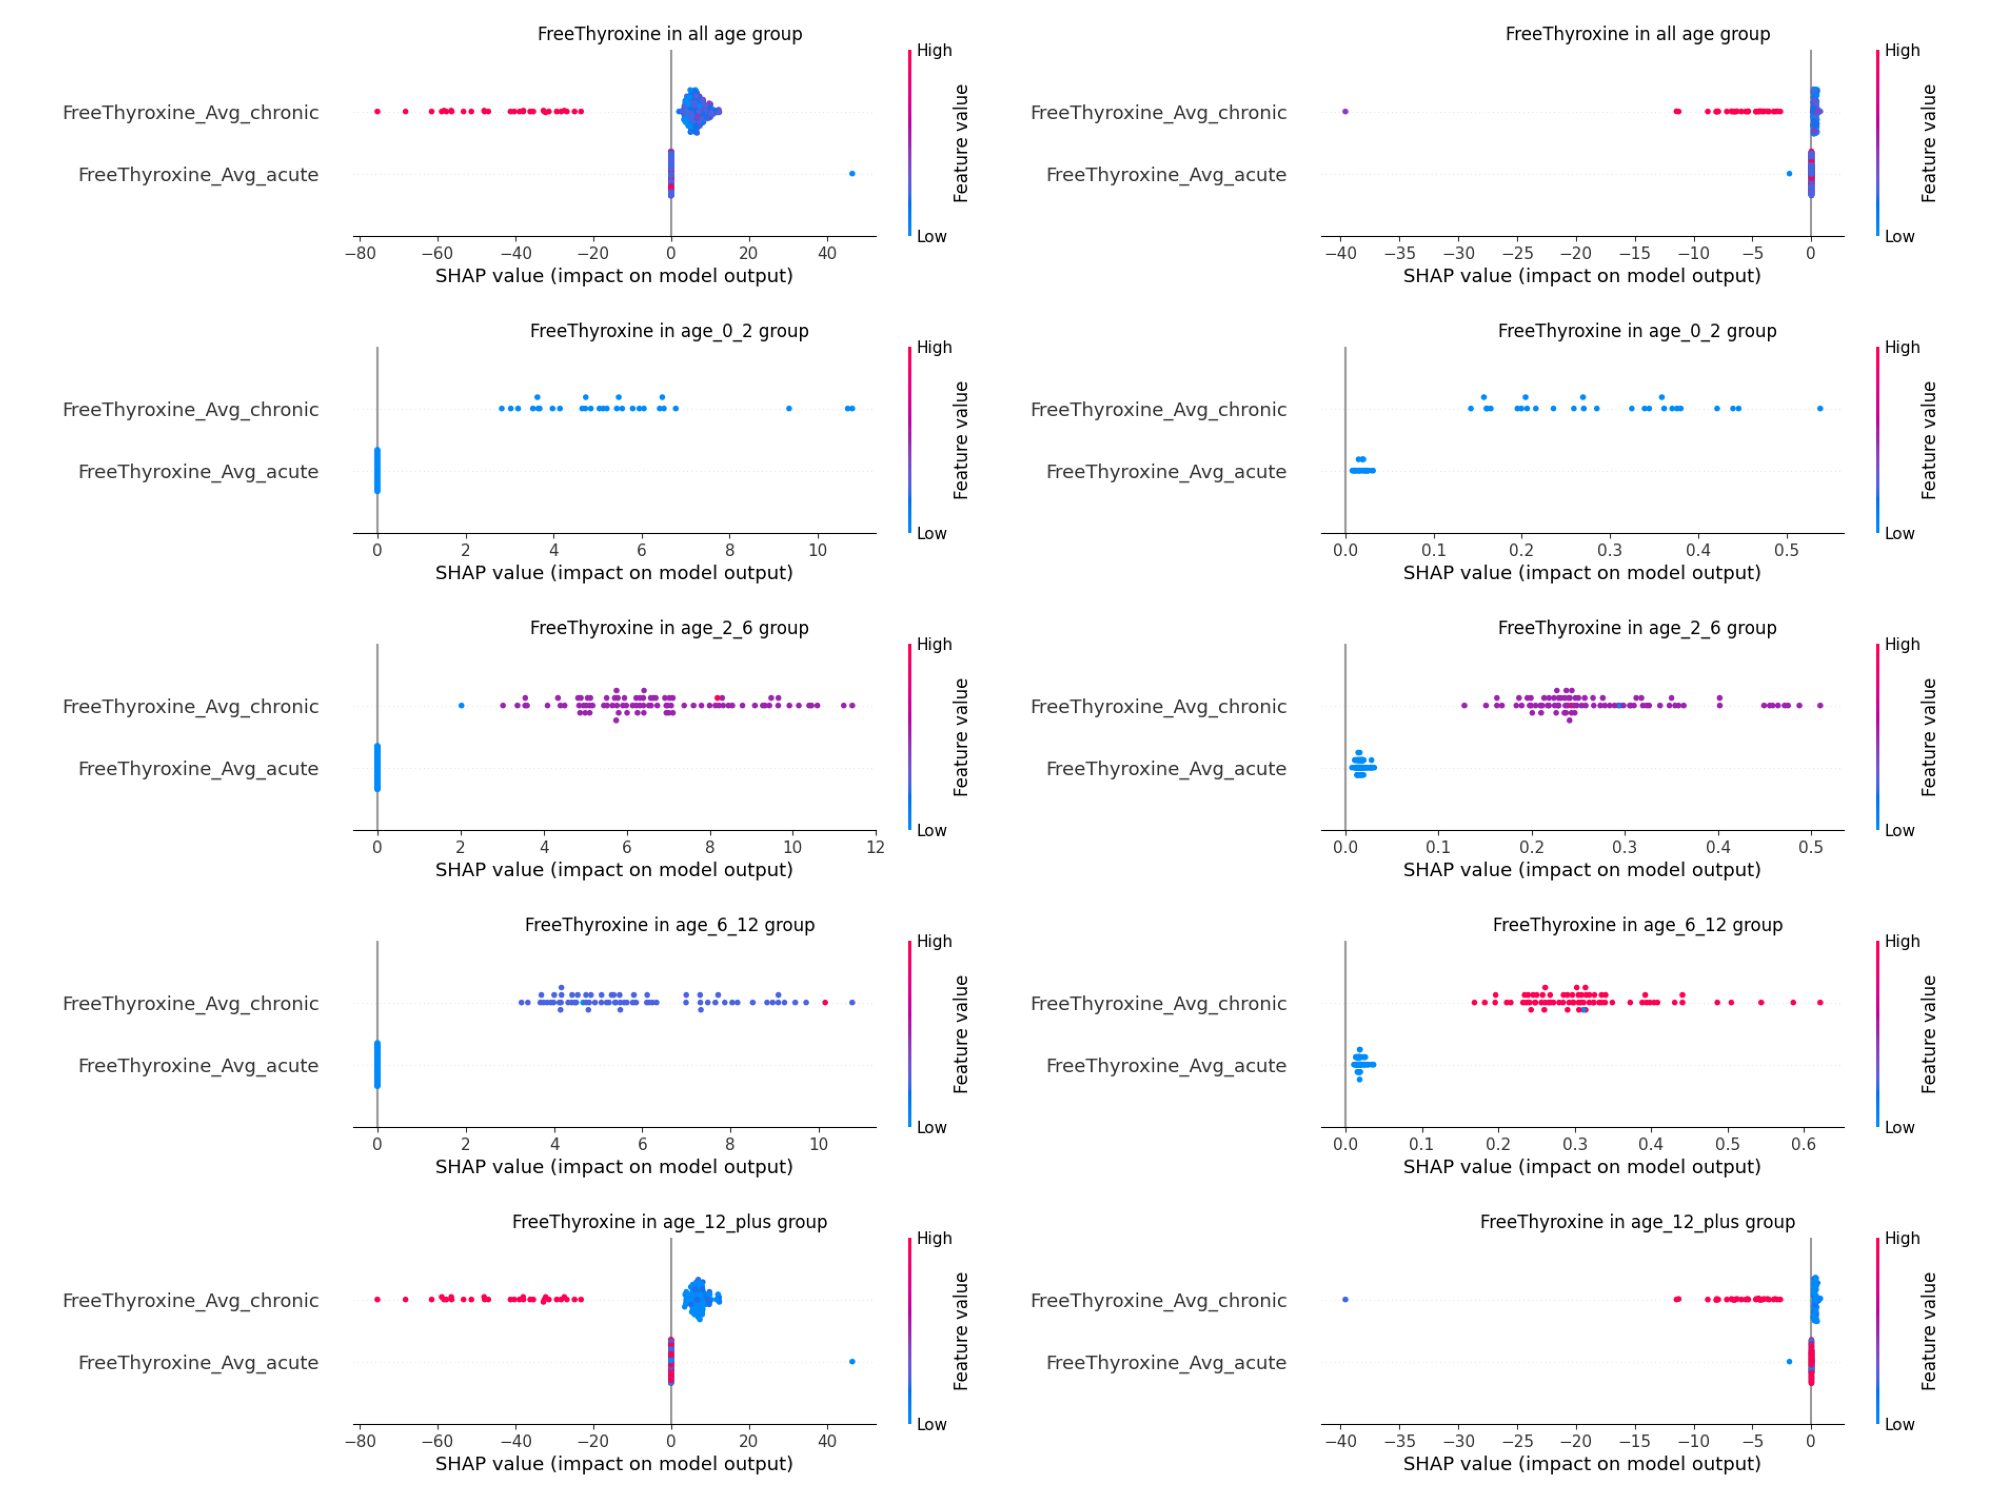 FreeThyroxine in all age group
High
FreeThyroxine_Avg_chronic
FreeThyroxine_Avg_acute
Feature value
Low
−80 −60 −40 −20 0 20 40
SHAP value (impact on model output)
FreeThyroxine in all age group
High
FreeThyroxine_Avg_chronic
FreeThyroxine_Avg_acute
Feature value
Low
−40 −35 −30 −25 −20 −15 −10 −5 0
SHAP value (impact on model output)
FreeThyroxine in age_0_2 group
High
FreeThyroxine_Avg_chronic
FreeThyroxine_Avg_acute
Feature value
Low
0 2 4 6 8 10
SHAP value (impact on model output)
FreeThyroxine in age_0_2 group
High
FreeThyroxine_Avg_chronic
FreeThyroxine_Avg_acute
Feature value
Low
0.0 0.1 0.2 0.3 0.4 0.5
SHAP value (impact on model output)
FreeThyroxine in age_2_6 group
High
FreeThyroxine_Avg_chronic
FreeThyroxine_Avg_acute
Feature value
Low
0 2 4 6 8 10 12
SHAP value (impact on model output)
FreeThyroxine in age_2_6 group
High
FreeThyroxine_Avg_chronic
FreeThyroxine_Avg_acute
Feature value
Low
0.0 0.1 0.2 0.3 0.4 0.5
SHAP value (impact on model output)
FreeThyroxine in age_6_12 group
High
FreeThyroxine_Avg_chronic
FreeThyroxine_Avg_acute
Feature value
Low
0 2 4 6 8 10
SHAP value (impact on model output)
FreeThyroxine in age_6_12 group
High
FreeThyroxine_Avg_chronic
FreeThyroxine_Avg_acute
Feature value
Low
0.0 0.1 0.2 0.3 0.4 0.5 0.6
SHAP value (impact on model output)
FreeThyroxine in age_12_plus group
High
FreeThyroxine_Avg_chronic
FreeThyroxine_Avg_acute
Feature value
Low
−80 −60 −40 −20 0 20 40
SHAP value (impact on model output)
FreeThyroxine in age_12_plus group
High
FreeThyroxine_Avg_chronic
FreeThyroxine_Avg_acute
Feature value
Low
−40 −35 −30 −25 −20 −15 −10 −5 0
SHAP value (impact on model output)